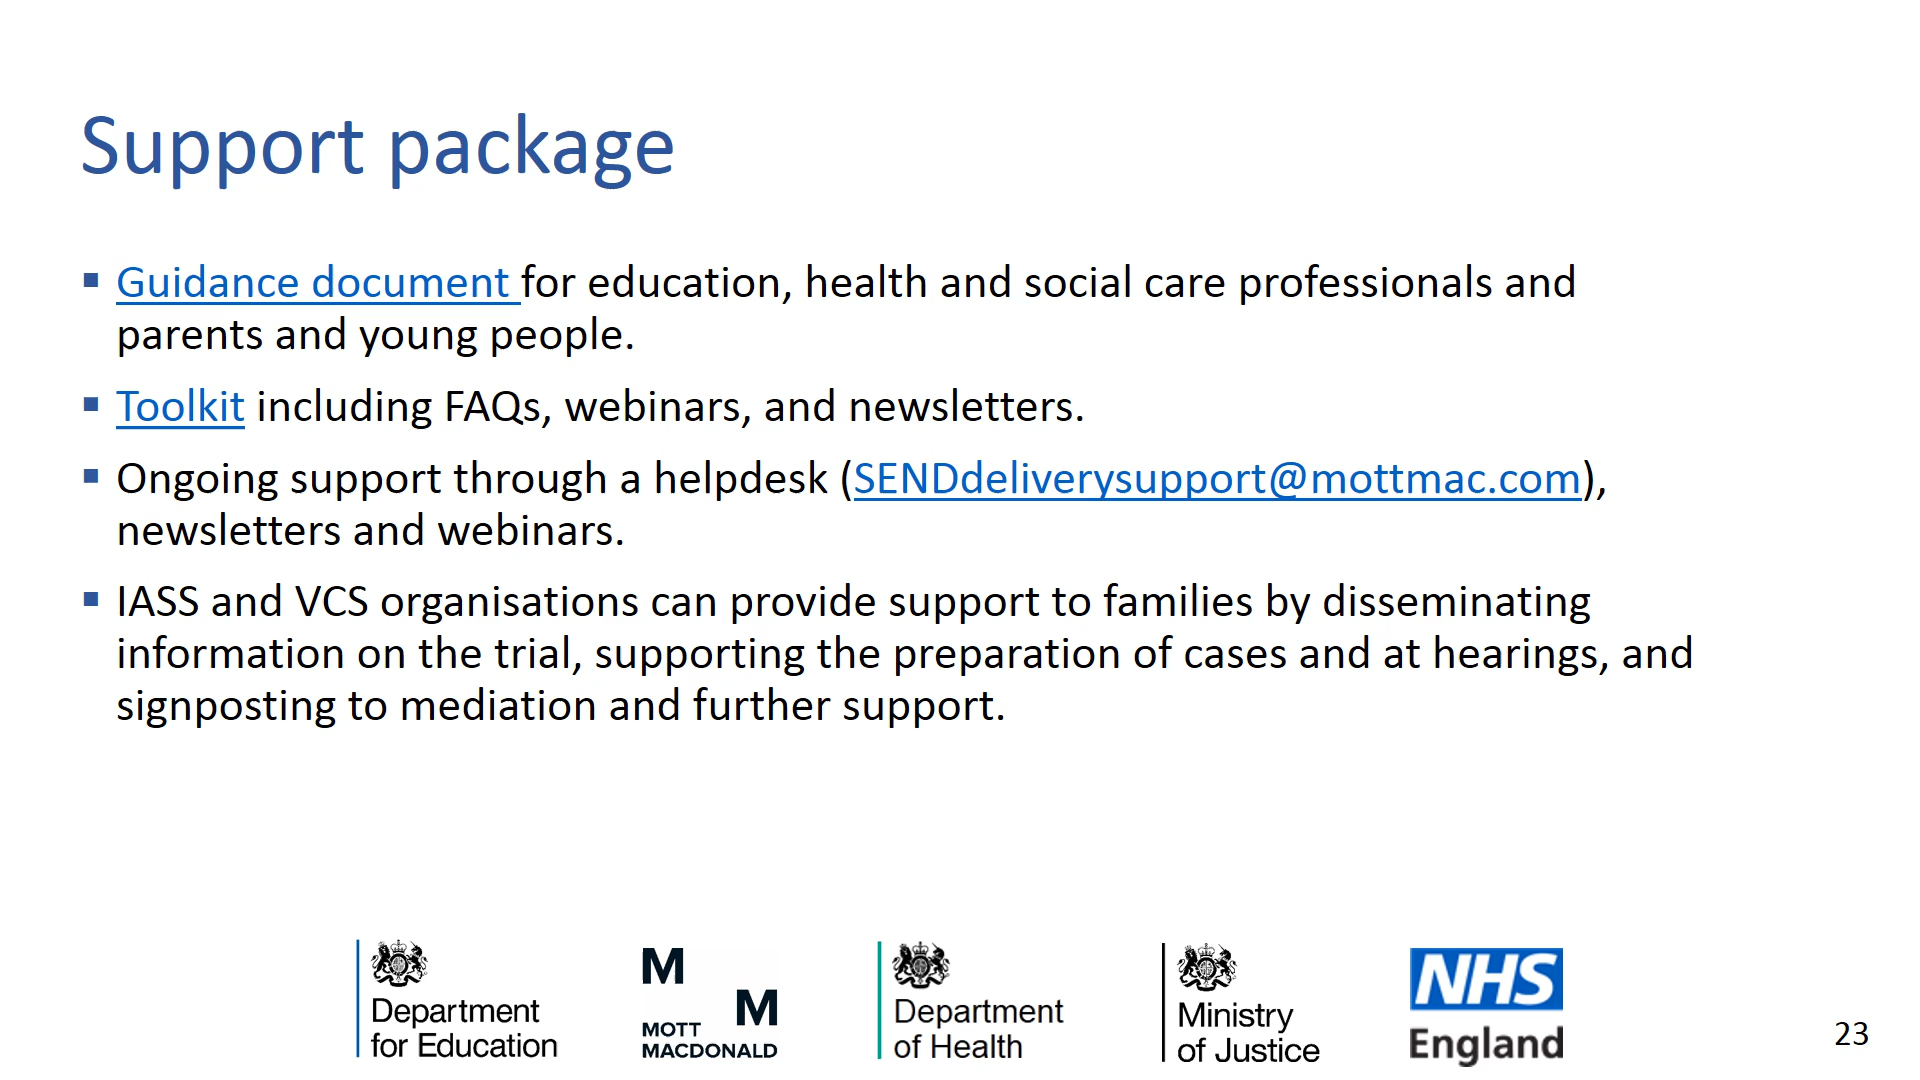 Support package
▪ Guidance document for education, health and social care professionals and
parents and young people.
▪ Toolkit including FAQs, webinars, and newsletters.
▪ Ongoing support through a helpdesk (SENDdeliverysupport@mottmac.com),
newsletters and webinars.
▪ IASS and VCS organisations can provide support to families by disseminating
information on the trial, supporting the preparation of cases and at hearings, and
signposting to mediation and further support.
Department
for Education
M
M
MOTT
MACDONALD
Department
of Health
Ministry
of Justice
NHS
England
23